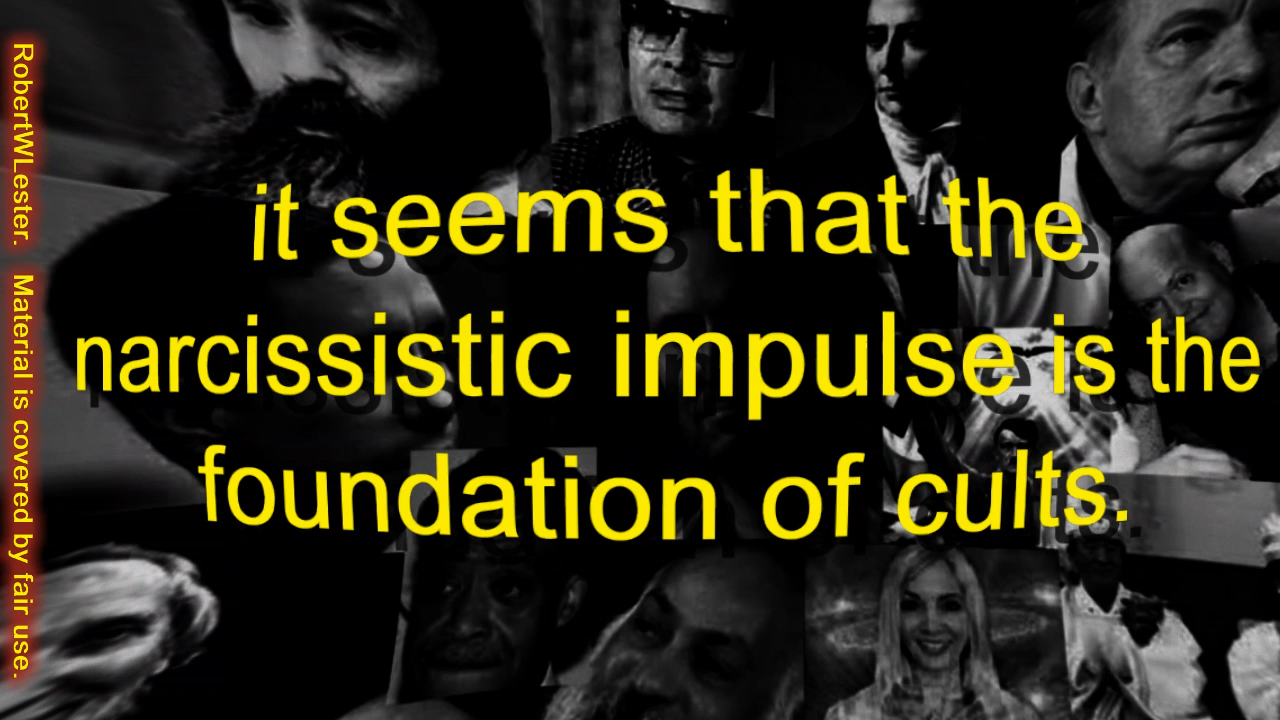 it seems that the
narcissistic impulse is the
foundation of cults.
RobertWLester. Material is covered by fair use.